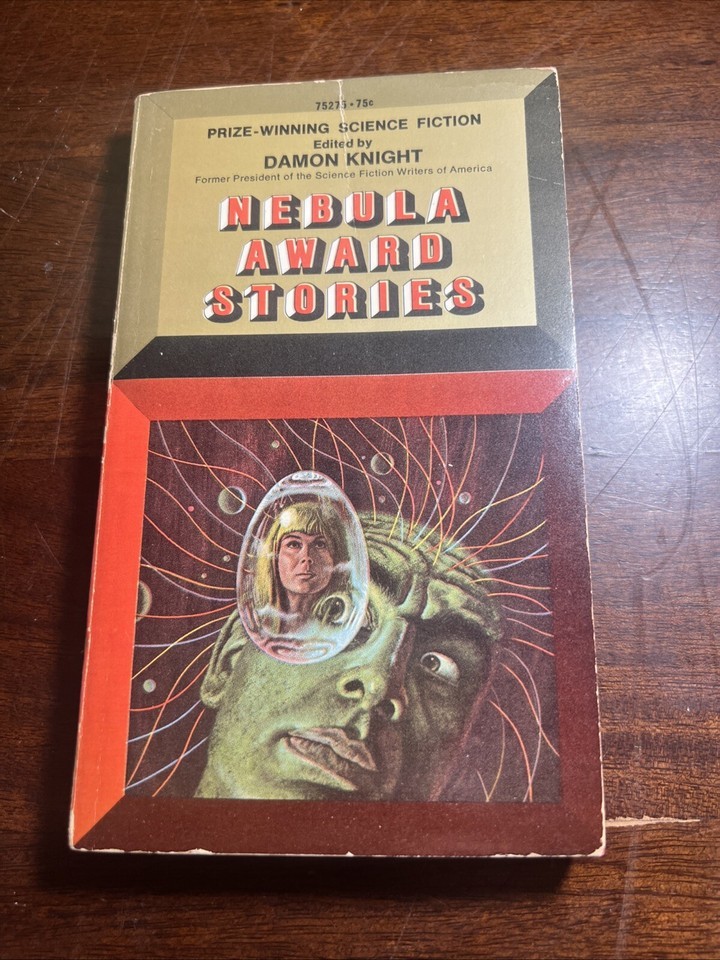 75275 • 75¢
PRIZE-WINNING SCIENCE FICTION
Edited by
DAMON KNIGHT
Former President of the Science Fiction Writers of America
NEBULA
AWARD
STORIES